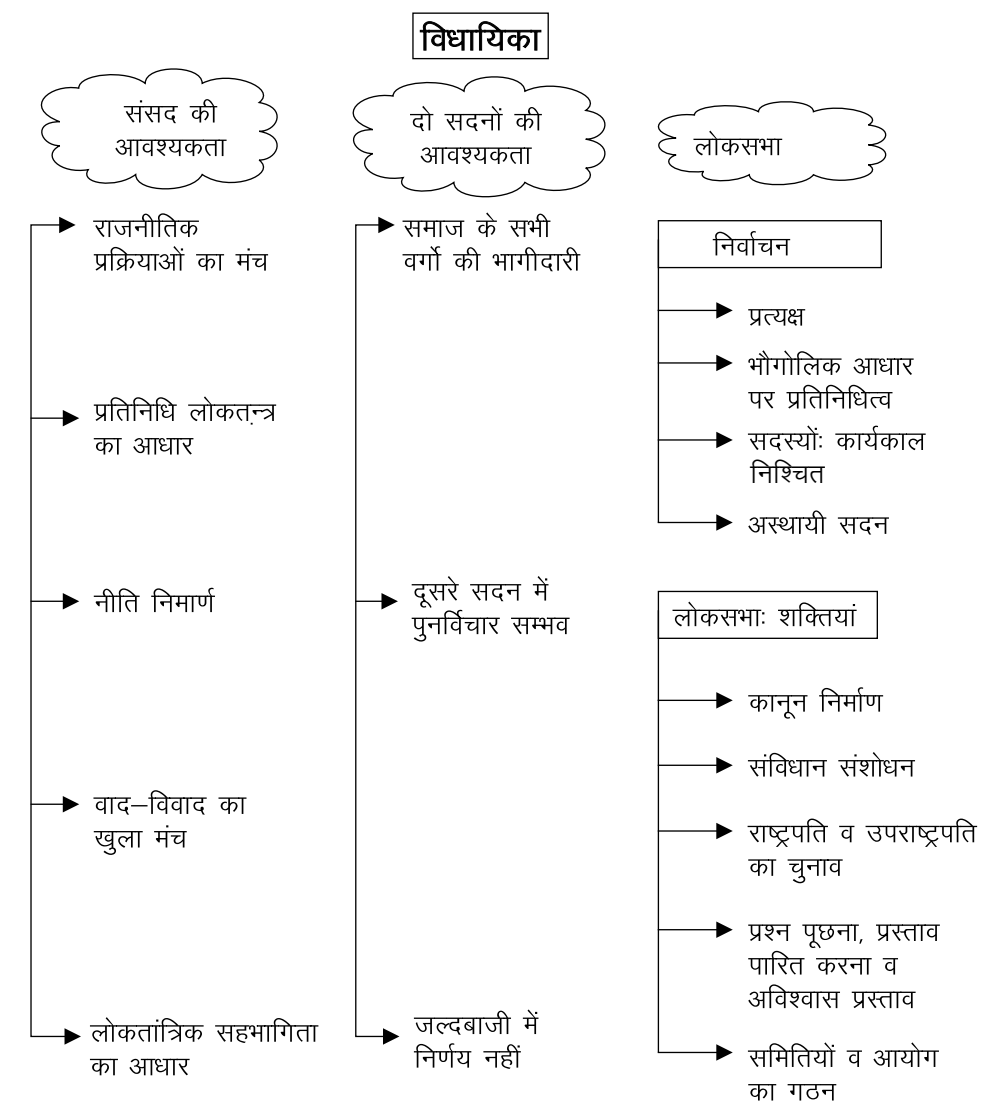 विधायिका
संसद की
आवश्यकता
राजनीतिक
प्रक्रियाओं का मंच
प्रतिनिधि लोकतन्त्र
का आधार
नीति निमार्ण
वाद–विवाद का
खुला मंच
लोकतांत्रिक सहभागिता
का आधार
दो सदनों की
आवश्यकता
समाज के सभी
वर्गो की भागीदारी
दूसरे सदन में
पुनर्विचार सम्भव
जल्दबाजी में
निर्णय नहीं
लोकसभा
निर्वाचन
प्रत्यक्ष
भौगोलिक आधार
पर प्रतिनिधित्व
सदस्योंः कार्यकाल
निश्चित
अस्थायी सदन
लोकसभाः शक्तियां
कानून निर्माण
संविधान संशोधन
राष्ट्रपति व उपराष्ट्रपति
का चुनाव
प्रश्न पूछना, प्रस्ताव
पारित करना व
अविश्वास प्रस्ताव
समितियों व आयोग
का गठन